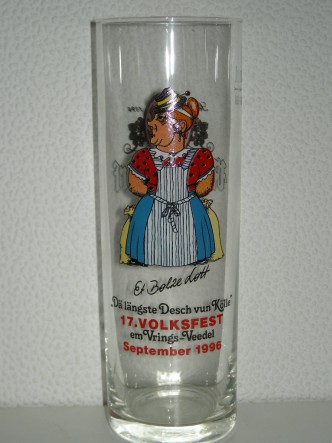 Et Bolze Lott
„Dä längste Desch vun Kölle"
17. VOLKSFEST
em Vrings-Veedel
September 1996